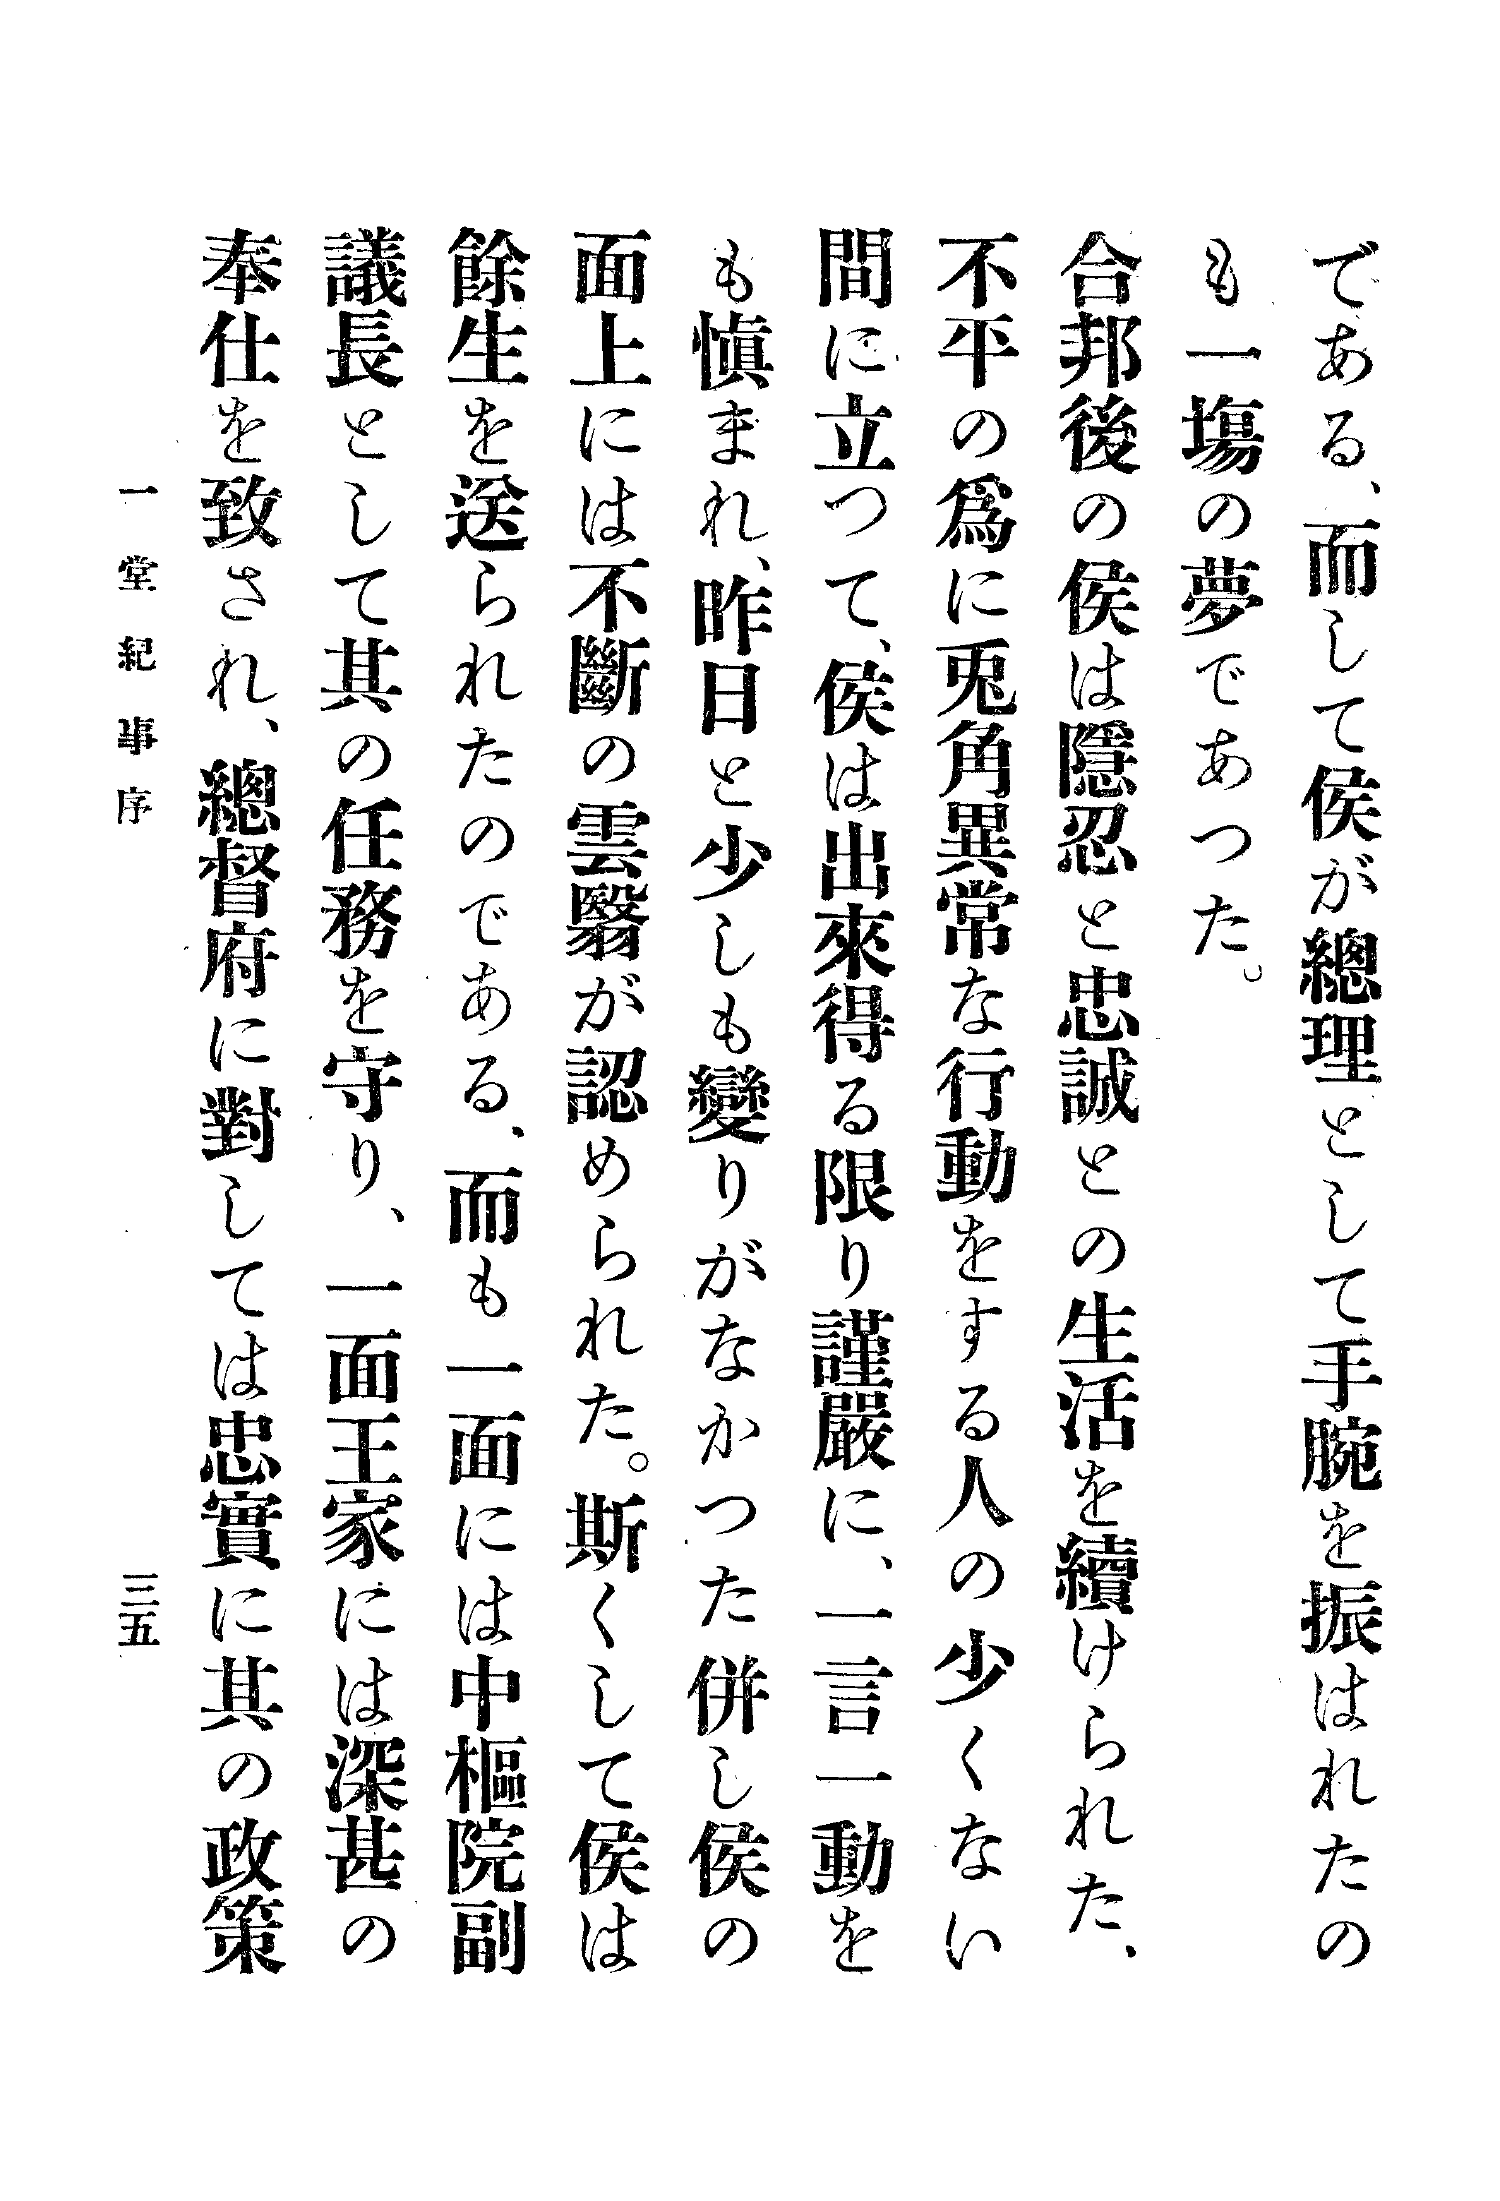 である、而して侯が總理として手腕を振はれたの
も一場の夢であつた。
合邦後の侯は隱忍と忠誠との生活を續けられた、
不平の爲に兎角異常な行動をする人の少くない
間に立つて、侯は出來得る限り謹嚴に、一言一動を
も愼まれ、昨日と少しも變りがなかつた併し侯の
面上には不斷の雲翳が認められた。斯くして侯は
餘生を送られたのである、而も一面には中樞院副
議長として其の任務を守り、一面王家には深甚の
奉仕を致され、總督府に對しては忠實に其の政策
一堂紀事序
三五